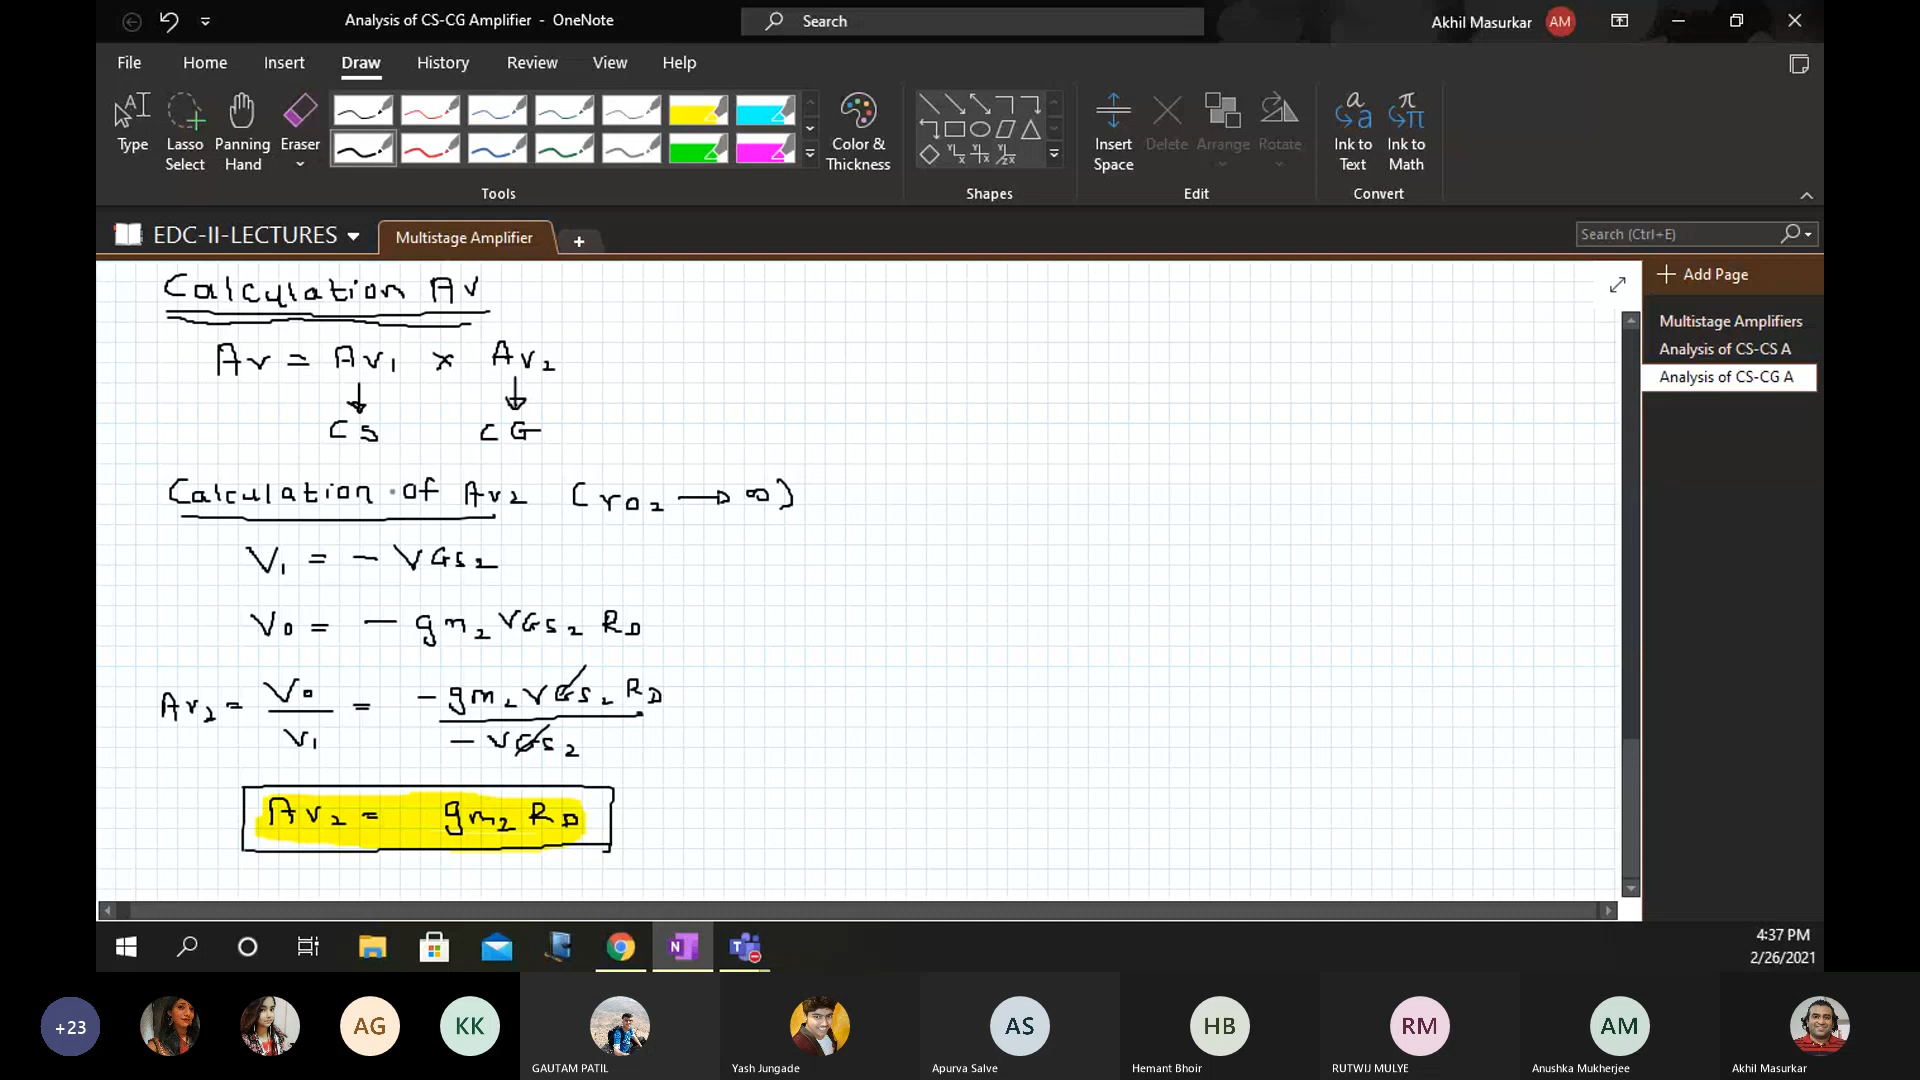 Analysis of CS-CG Amplifier - OneNote
Search
Akhil Masurkar AM
File Home Insert Draw History Review View Help
Type
Lasso Select
Panning Hand
Eraser
Color & Thickness
Insert Space
Delete
Arrange
Rotate
Ink to Text
Ink to Math
Tools
Shapes
Edit
Convert
EDC-II-LECTURES
Multistage Amplifier
+
Search (Ctrl+E)
Add Page
Multistage Amplifiers
Analysis of CS-CS A
Analysis of CS-CG A
Calculation Av
Av = Av1 × Av2
↓ ↓
CS CG
Calculation of Av2 (ro2 → ∞)
V1 = - VGS2
Vo = - gm2 VGS2 RD
Av2 = Vo / V1 = - gm2 VGS2 RD / - VGS2
Av2 = gm2 RD
4:37 PM
2/26/2021
+23
AG
KK
AS
HB
RM
AM
GAUTAM PATIL
Yash Jungade
Apurva Salve
Hemant Bhoir
RUTWIJ MULYE
Anushka Mukherjee
Akhil Masurkar